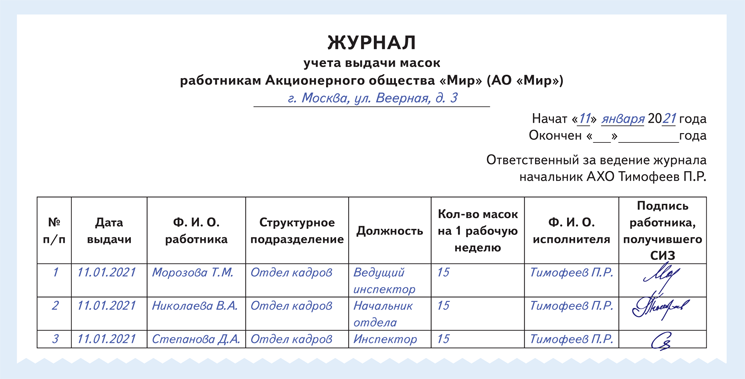 ЖУРНАЛ
учета выдачи масок
работникам Акционерного общества «Мир» (АО «Мир»)
г. Москва, ул. Веерная, д. 3
Начат «11» января 2021 года
Окончен «__»________года
Ответственный за ведение журнала
начальник АХО Тимофеев П.Р.
№ п/п Дата выдачи Ф. И. О. работника Структурное подразделение Должность Кол-во масок на 1 рабочую неделю Ф. И. О. исполнителя Подпись работника, получившего СИЗ
1 11.01.2021 Морозова Т.М. Отдел кадров Ведущий инспектор 15 Тимофеев П.Р.
2 11.01.2021 Николаева В.А. Отдел кадров Начальник отдела 15 Тимофеев П.Р.
3 11.01.2021 Степанова Д.А. Отдел кадров Инспектор 15 Тимофеев П.Р.